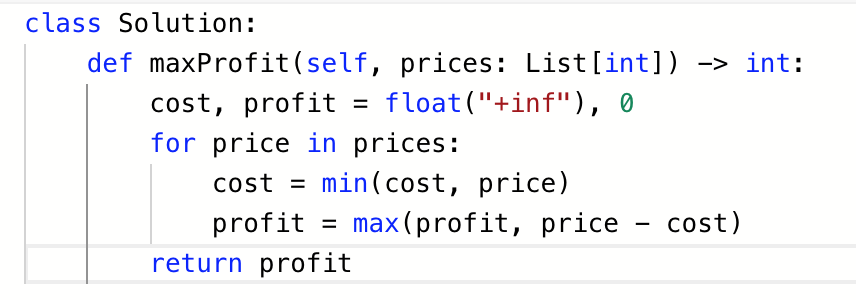 class Solution:
    def maxProfit(self, prices: List[int]) -> int:
        cost, profit = float("+inf"), 0
        for price in prices:
            cost = min(cost, price)
            profit = max(profit, price - cost)
        return profit